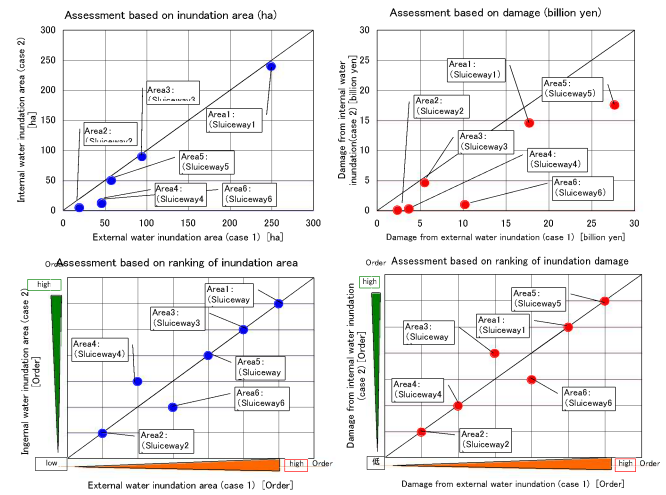 Assessment based on inundation area (ha)
Internal water inundation area (case 2)
[ha]
300
250
200
150
100
50
0
Area3:
(Sluiceway3
Area1:
(Sluiceway1
Area2:
(Sluiceway2
Area5:
(Sluiceway5
Area4:
(Sluiceway4
Area6:
(Sluiceway6
0 50 100 150 200 250 300
External water inundation area (case 1) [ha]
Assessment based on damage (billion yen)
Damage from internal water
inundation(case 2) [billion yen]
30
25
20
15
10
5
0
Area1:
(Sluiceway1)
Area5:
(Sluiceway5)
Area2:
(Sluiceway2
Area3:
(Sluiceway3
Area4:
(Sluiceway4)
Area6:
(Sluiceway6)
0 5 10 15 20 25 30
Damage from external water inundation (case 1) [billion yen]
Order
Assessment based on ranking of inundation area
high
Ingernal water inundation area (case 2)
[Order]
Area1:
(Sluiceway
Area3:
(Sluiceway3
Area4:
(Sluiceway4)
Area5:
(Sluiceway
Area6:
(Sluiceway6
Area2:
(Sluiceway2
low
high
Order
External water inundation area (case 1) [Order]
Order
Assessment based on ranking of inundation damage
high
Damage from internal water inundation
(case 2) [Order]
Area5:
(Sluiceway5
Area1:
(Sluiceway1
Area3:
(Sluiceway
Area4:
(Sluiceway4
Area6:
(Sluiceway6
Area2:
(Sluiceway2
低
high
Order
Damage from external water inundation (case 1) [Order]